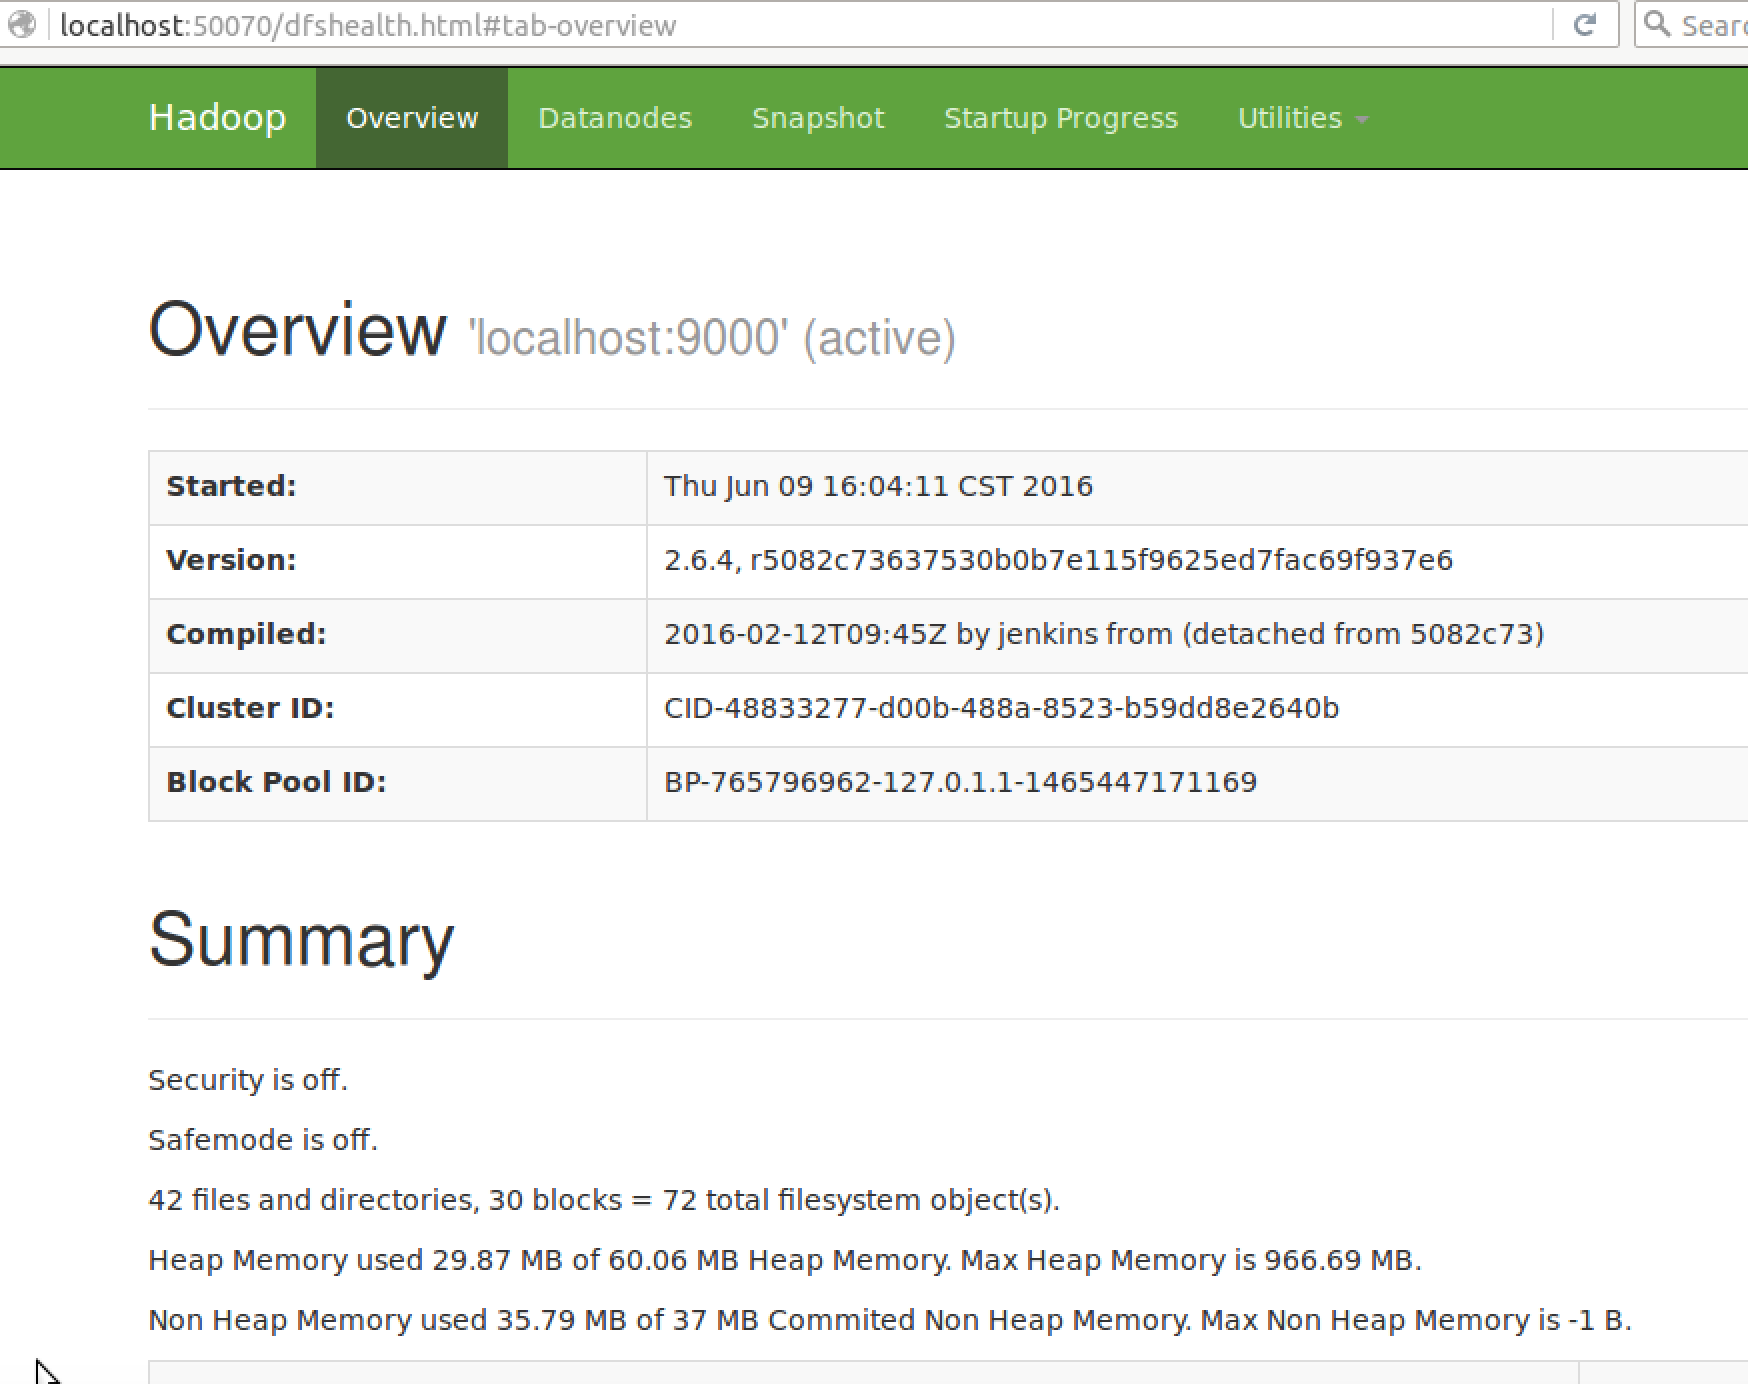 localhost:50070/dfshealth.html#tab-overview
Hadoop Overview Datanodes Snapshot Startup Progress Utilities
Overview 'localhost:9000' (active)
Started: Thu Jun 09 16:04:11 CST 2016
Version: 2.6.4, r5082c73637530b0b7e115f9625ed7fac69f937e6
Compiled: 2016-02-12T09:45Z by jenkins from (detached from 5082c73)
Cluster ID: CID-48833277-d00b-488a-8523-b59dd8e2640b
Block Pool ID: BP-765796962-127.0.1.1-1465447171169
Summary
Security is off.
Safemode is off.
42 files and directories, 30 blocks = 72 total filesystem object(s).
Heap Memory used 29.87 MB of 60.06 MB Heap Memory. Max Heap Memory is 966.69 MB.
Non Heap Memory used 35.79 MB of 37 MB Commited Non Heap Memory. Max Non Heap Memory is -1 B.